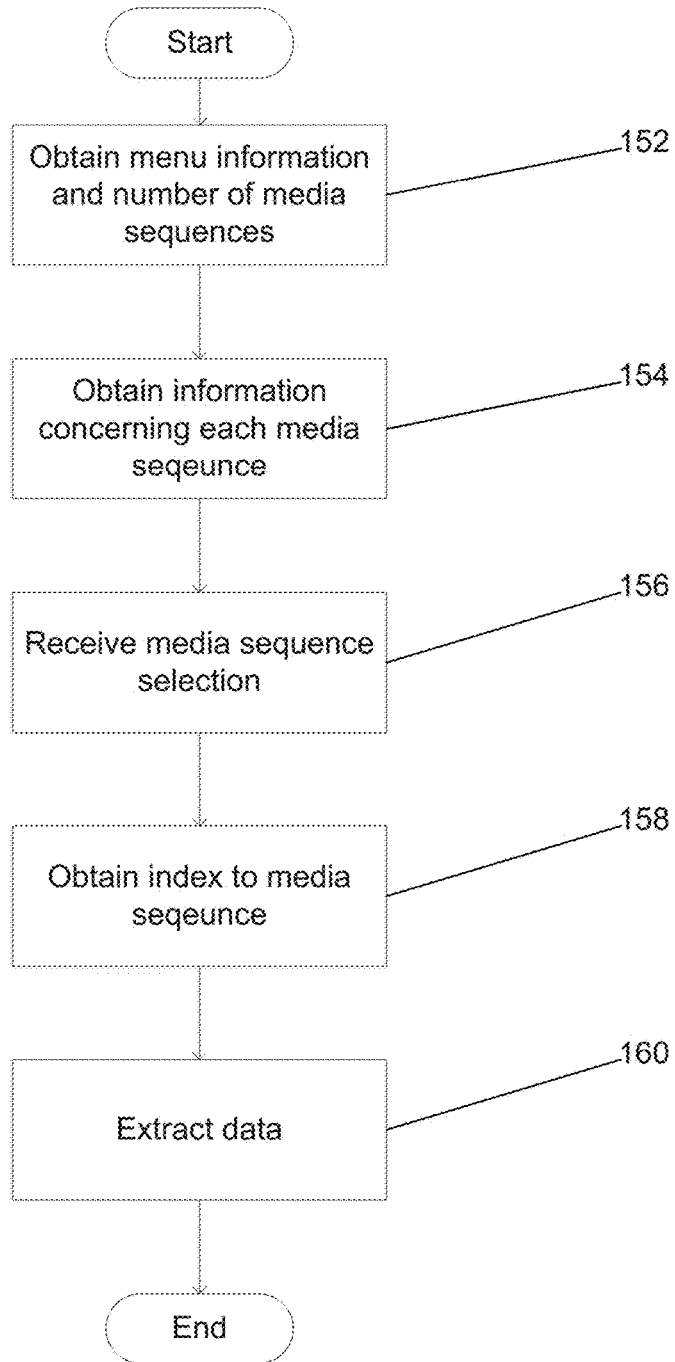 Start
Obtain menu information
and number of media
sequences
152
Obtain information
concerning each media
seqeunce
154
Receive media sequence
selection
156
Obtain index to media
seqeunce
158
Extract data
160
End